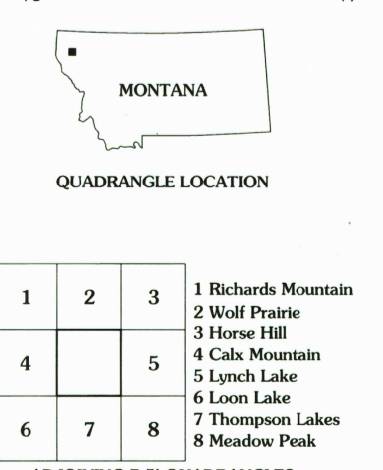 MONTANA
QUADRANGLE LOCATION
1 2 3
4 5
6 7 8
1 Richards Mountain
2 Wolf Prairie
3 Horse Hill
4 Calx Mountain
5 Lynch Lake
6 Loon Lake
7 Thompson Lakes
8 Meadow Peak